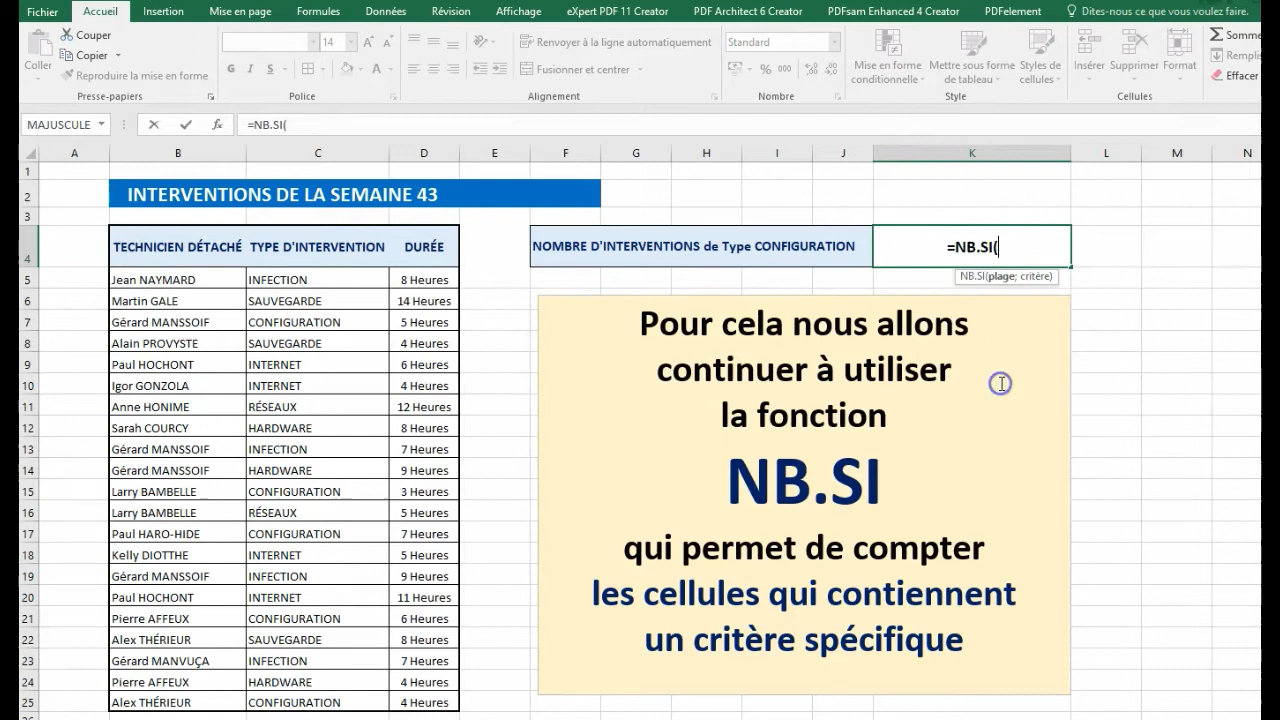 Fichier Accueil Insertion Mise en page Formules Données Révision Affichage eXpert PDF 11 Creator PDF Architect 6 Creator PDFsam Enhanced 4 Creator PDFelement Dites-nous ce que vous voulez faire.
Couper
Copier
Reproduire la mise en forme
Coller
Presse-papiers
14 A A
G I S A
Police
Renvoyer à la ligne automatiquement
Fusionner et centrer
Alignement
Standard
% 000
Nombre
Mise en forme conditionnelle
Mettre sous forme de tableau
Styles de cellules
Style
Insérer Supprimer Format
Cellules
Σ Somme
Remplis
Effacer
MAJUSCULE fx =NB.SI(
A B C D E F G H I J K L M N
1
2 INTERVENTIONS DE LA SEMAINE 43
3
4 TECHNICIEN DÉTACHÉ TYPE D'INTERVENTION DURÉE NOMBRE D'INTERVENTIONS de Type CONFIGURATION =NB.SI(
NB.SI(plage; critère)
5 Jean NAYMARD INFECTION 8 Heures
6 Martin GALE SAUVEGARDE 14 Heures
7 Gérard MANSSOIF CONFIGURATION 5 Heures
8 Alain PROVYSTE SAUVEGARDE 4 Heures
9 Paul HOCHONT INTERNET 6 Heures
10 Igor GONZOLA INTERNET 4 Heures
11 Anne HONIME RÉSEAUX 12 Heures
12 Sarah COURCY HARDWARE 8 Heures
13 Gérard MANSSOIF INFECTION 7 Heures
14 Gérard MANSSOIF HARDWARE 9 Heures
15 Larry BAMBELLE CONFIGURATION 3 Heures
16 Larry BAMBELLE RÉSEAUX 5 Heures
17 Paul HARO-HIDE CONFIGURATION 7 Heures
18 Kelly DIOTTHE INTERNET 5 Heures
19 Gérard MANSSOIF INFECTION 9 Heures
20 Paul HOCHONT INTERNET 11 Heures
21 Pierre AFFEUX CONFIGURATION 6 Heures
22 Alex THÉRIEUR SAUVEGARDE 8 Heures
23 Gérard MANVUÇA INFECTION 7 Heures
24 Pierre AFFEUX HARDWARE 4 Heures
25 Alex THÉRIEUR CONFIGURATION 4 Heures
Pour cela nous allons
continuer à utiliser
la fonction
NB.SI
qui permet de compter
les cellules qui contiennent
un critère spécifique